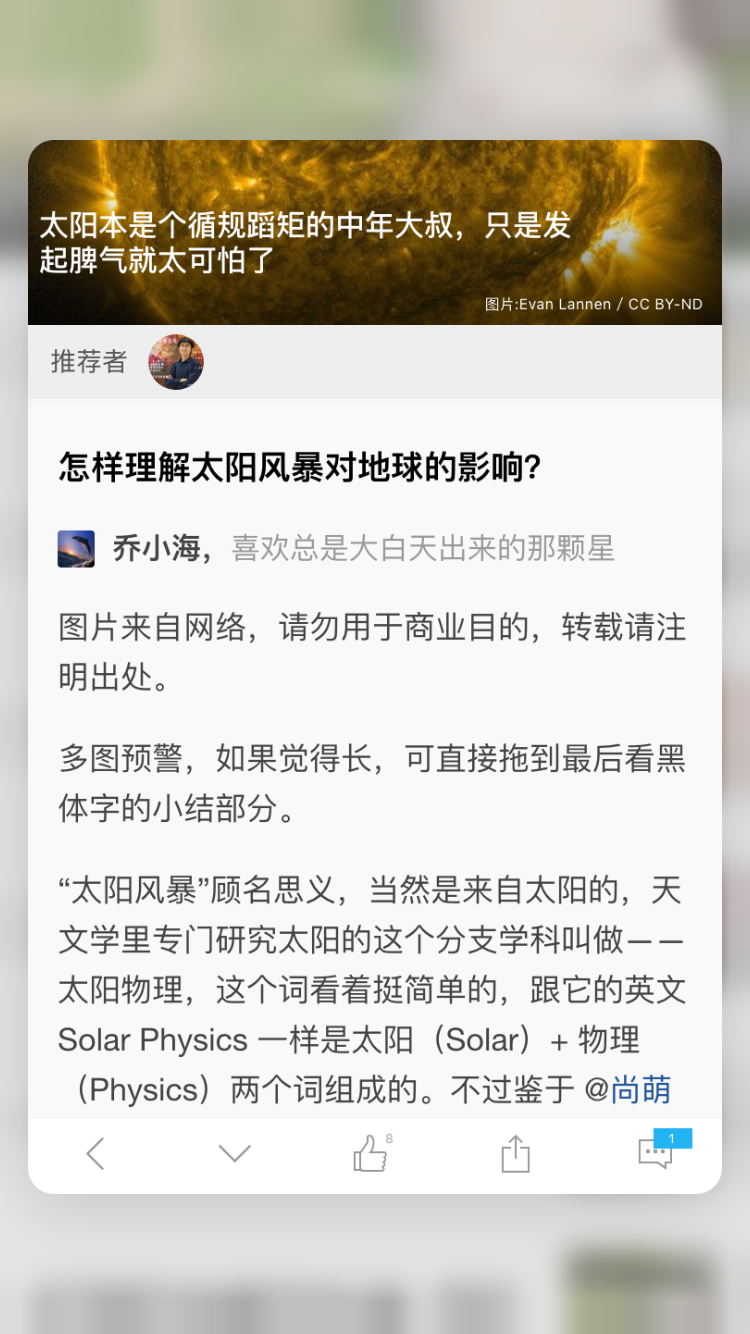 太阳本是个循规蹈矩的中年大叔，只是发
起脾气就太可怕了
图片:Evan Lannen / CC BY-ND
推荐者
怎样理解太阳风暴对地球的影响?
乔小海，喜欢总是大白天出来的那颗星
图片来自网络，请勿用于商业目的，转载请注
明出处。
多图预警，如果觉得长，可直接拖到最后看黑
体字的小结部分。
“太阳风暴”顾名思义，当然是来自太阳的，天
文学里专门研究太阳的这个分支学科叫做——
太阳物理，这个词看着挺简单的，跟它的英文
Solar Physics 一样是太阳（Solar）+ 物理
（Physics）两个词组成的。不过鉴于 @尚萌
8
1